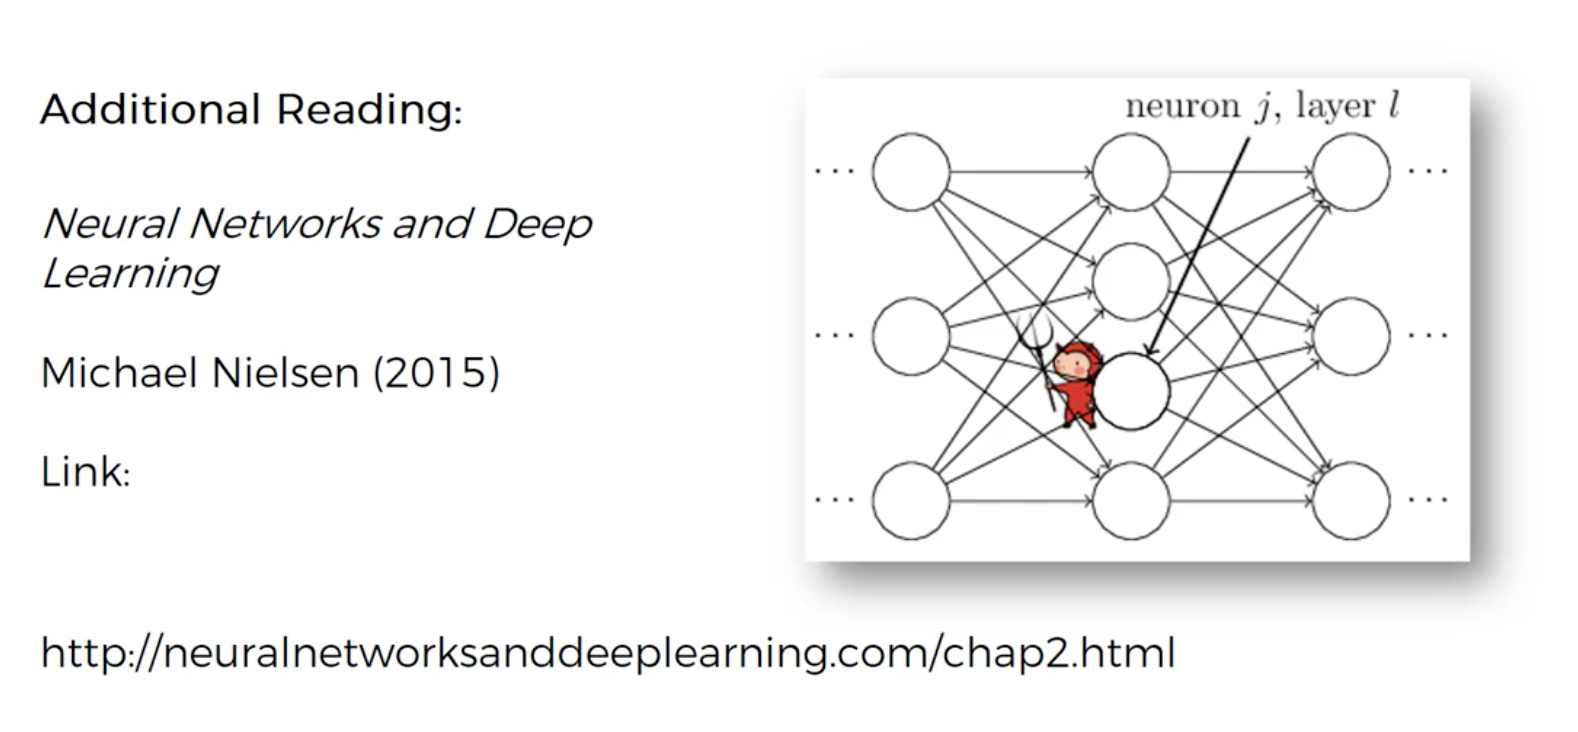 Additional Reading:
Neural Networks and Deep
Learning
Michael Nielsen (2015)
Link:
http://neuralnetworksanddeeplearning.com/chap2.html
neuron j, layer l
... ...
... ...
... ...